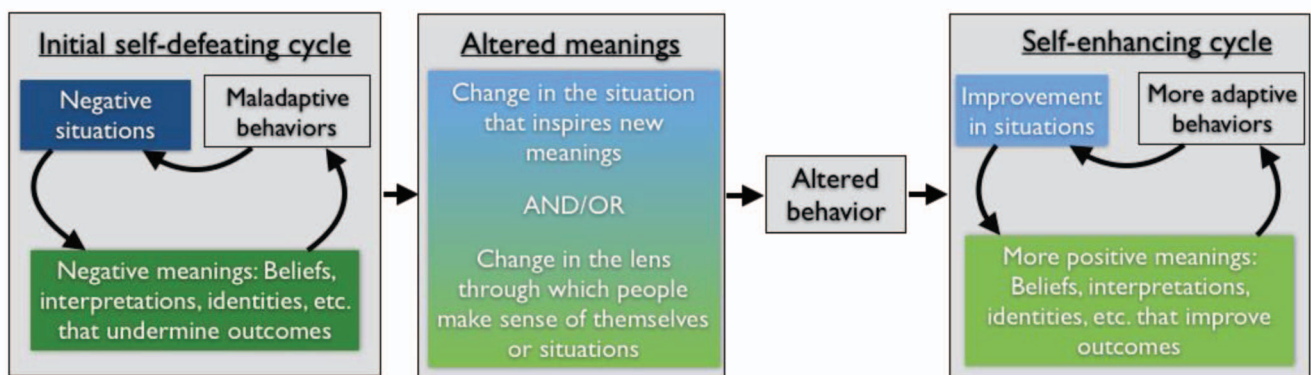 Initial self-defeating cycle
Negative
situations
Maladaptive
behaviors
Negative meanings: Beliefs,
interpretations, identities, etc.
that undermine outcomes
Altered meanings
Change in the situation
that inspires new
meanings
AND/OR
Change in the lens
through which people
make sense of themselves
or situations
Altered
behavior
Self-enhancing cycle
Improvement
in situations
More adaptive
behaviors
More positive meanings:
Beliefs, interpretations,
identities, etc. that improve
outcomes